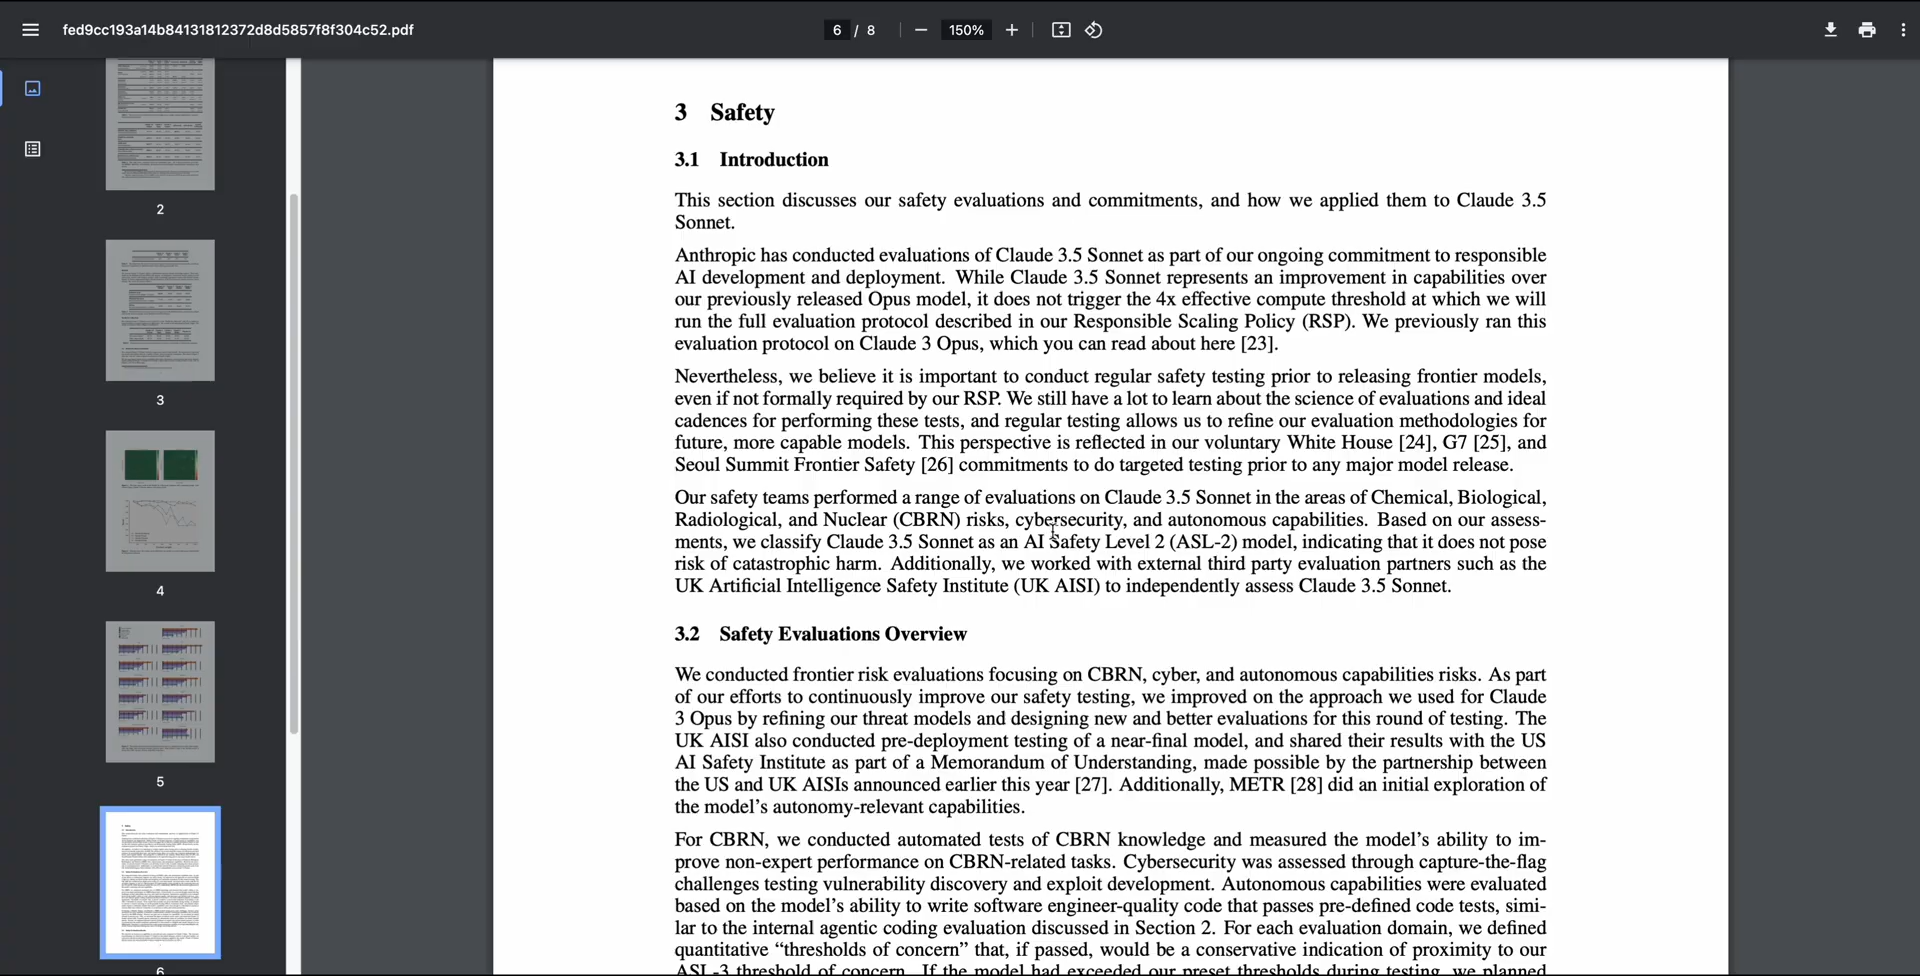 fed9cc193a14b84131812372d8d5857f8f304c52.pdf
6 / 8
150%
2
3
4
5
6
3 Safety
3.1 Introduction
This section discusses our safety evaluations and commitments, and how we applied them to Claude 3.5
Sonnet.
Anthropic has conducted evaluations of Claude 3.5 Sonnet as part of our ongoing commitment to responsible
AI development and deployment. While Claude 3.5 Sonnet represents an improvement in capabilities over
our previously released Opus model, it does not trigger the 4x effective compute threshold at which we will
run the full evaluation protocol described in our Responsible Scaling Policy (RSP). We previously ran this
evaluation protocol on Claude 3 Opus, which you can read about here [23].
Nevertheless, we believe it is important to conduct regular safety testing prior to releasing frontier models,
even if not formally required by our RSP. We still have a lot to learn about the science of evaluations and ideal
cadences for performing these tests, and regular testing allows us to refine our evaluation methodologies for
future, more capable models. This perspective is reflected in our voluntary White House [24], G7 [25], and
Seoul Summit Frontier Safety [26] commitments to do targeted testing prior to any major model release.
Our safety teams performed a range of evaluations on Claude 3.5 Sonnet in the areas of Chemical, Biological,
Radiological, and Nuclear (CBRN) risks, cybersecurity, and autonomous capabilities. Based on our assess-
ments, we classify Claude 3.5 Sonnet as an AI Safety Level 2 (ASL-2) model, indicating that it does not pose
risk of catastrophic harm. Additionally, we worked with external third party evaluation partners such as the
UK Artificial Intelligence Safety Institute (UK AISI) to independently assess Claude 3.5 Sonnet.
3.2 Safety Evaluations Overview
We conducted frontier risk evaluations focusing on CBRN, cyber, and autonomous capabilities risks. As part
of our efforts to continuously improve our safety testing, we improved on the approach we used for Claude
3 Opus by refining our threat models and designing new and better evaluations for this round of testing. The
UK AISI also conducted pre-deployment testing of a near-final model, and shared their results with the US
AI Safety Institute as part of a Memorandum of Understanding, made possible by the partnership between
the US and UK AISIs announced earlier this year [27]. Additionally, METR [28] did an initial exploration of
the model's autonomy-relevant capabilities.
For CBRN, we conducted automated tests of CBRN knowledge and measured the model's ability to im-
prove non-expert performance on CBRN-related tasks. Cybersecurity was assessed through capture-the-flag
challenges testing vulnerability discovery and exploit development. Autonomous capabilities were evaluated
based on the model's ability to write software engineer-quality code that passes pre-defined code tests, simi-
lar to the internal agentic coding evaluation discussed in Section 2. For each evaluation domain, we defined
quantitative “thresholds of concern” that, if passed, would be a conservative indication of proximity to our
ASL-3 threshold of concern. If the model had exceeded our preset thresholds during testing, we planned